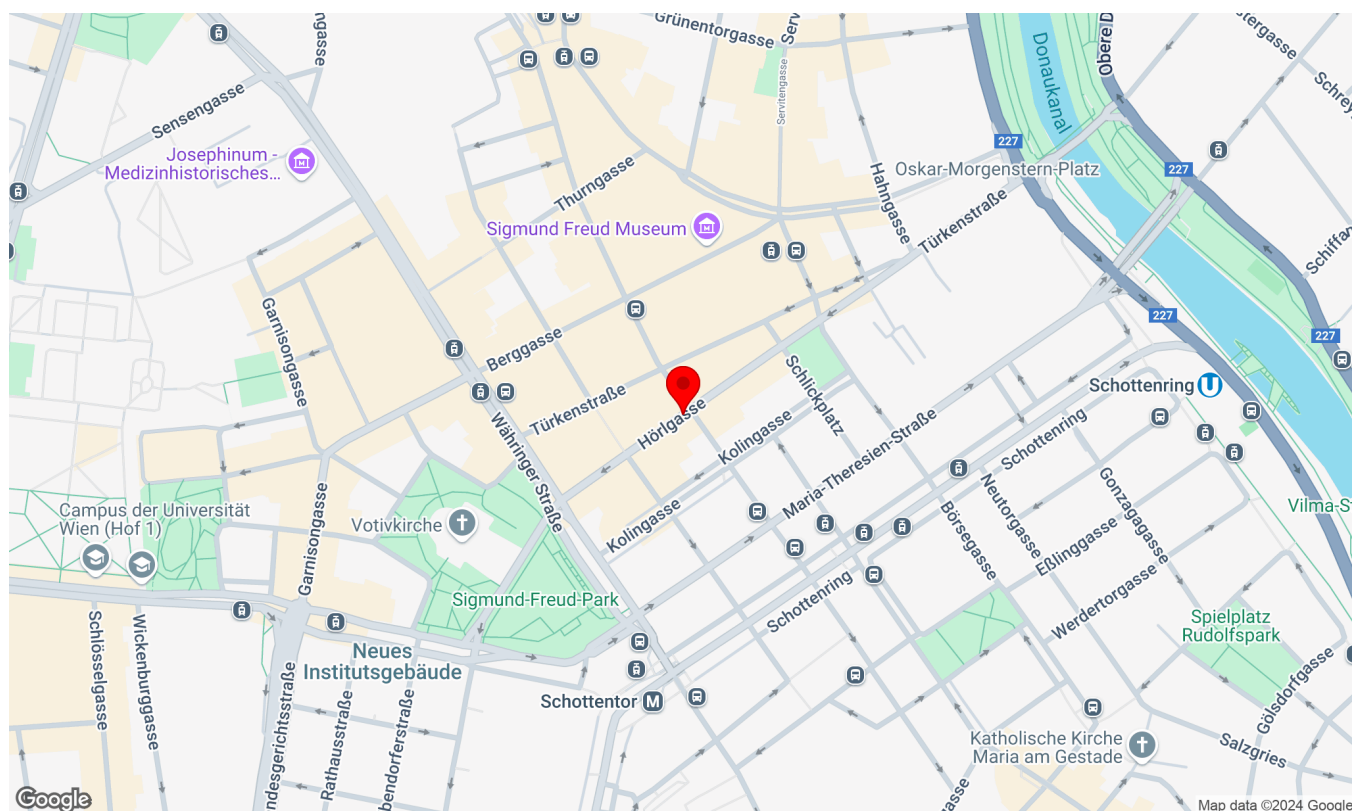 Grünentorgasse
Donaukanal
Sensengasse
Servitengasse
227
Josephinum -
Medizinhistorisches...
Thurngasse
227
Oskar-Morgenstern-Platz
Hahngasse
Sigmund Freud Museum
Türkenstraße
Garnisongasse
227
227
Berggasse
Schlickplatz
Schottenring
U
Türkenstraße
Hörlgasse
Kolingasse
Währinger Straße
Maria-Theresien-Straße
Schottenring
Neutorgasse
Gonzagagasse
Campus der Universität
Wien (Hof 1)
Votivkirche
Kolingasse
Börsegasse
Eßlinggasse
Garnisongasse
Sigmund-Freud-Park
Schottenring
Werdertorgasse
Spielplatz
Rudolfspark
Schlösselgasse
Wickenburggasse
Neues
Institutsgebäude
Schottentor
M
Rathausstraße
Gölsdorfgasse
Katholische Kirche
Maria am Gestade
Salzgries
Google
Map data ©2024 Google